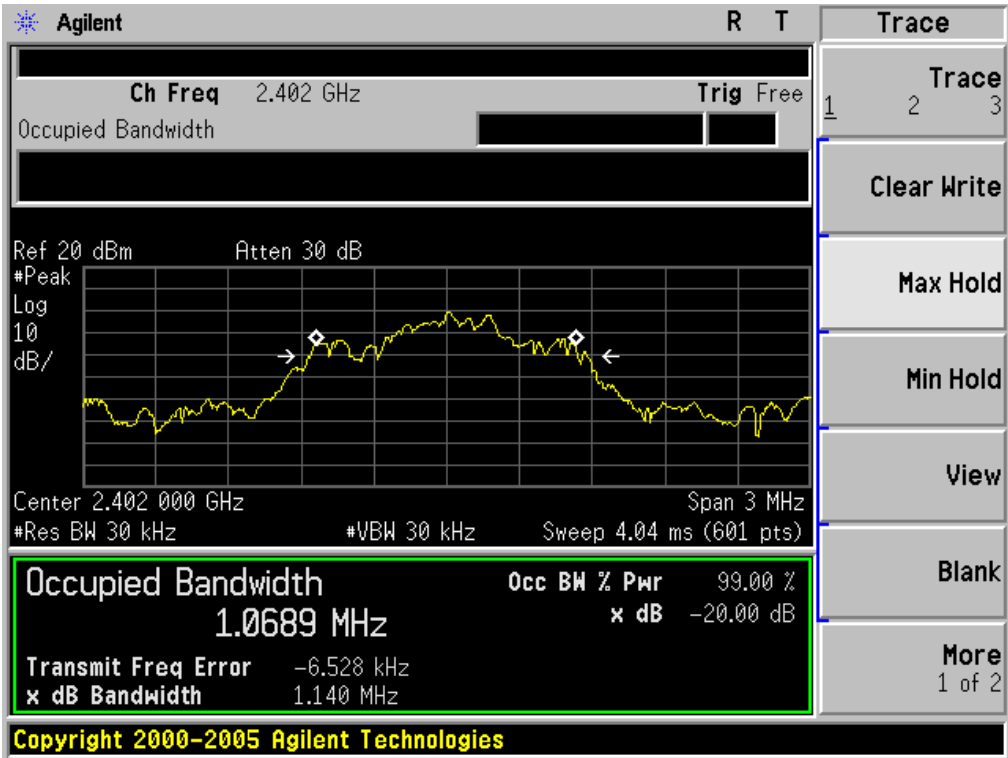 Agilent R T
Trace
Ch Freq 2.402 GHz Trig Free
Occupied Bandwidth
Ref 20 dBm Atten 30 dB
#Peak
Log
10
dB/
Center 2.402 000 GHz Span 3 MHz
#Res BW 30 kHz #VBW 30 kHz Sweep 4.04 ms (601 pts)
Occupied Bandwidth
1.0689 MHz
Occ BW % Pwr 99.00 %
x dB -20.00 dB
Transmit Freq Error -6.528 kHz
x dB Bandwidth 1.140 MHz
Trace
1 2 3
Clear Write
Max Hold
Min Hold
View
Blank
More
1 of 2
Copyright 2000-2005 Agilent Technologies